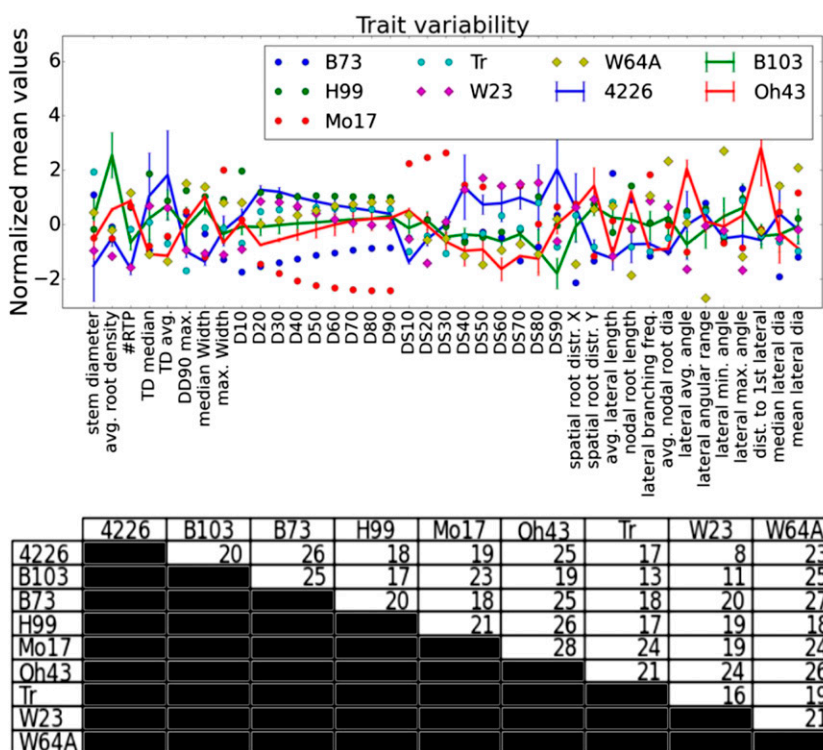 Trait variability
B73 Tr W64A B103
H99 W23 4226 Oh43
Mo17
Normalized mean values
6
4
2
0
−2
stem diameter
avg. root density
#RTP
TD median
TD avg.
DD90 max.
median Width
max. Width
D10
D20
D30
D40
D50
D60
D70
D80
D90
DS10
DS20
DS30
DS40
DS50
DS60
DS70
DS80
DS90
spatial root distr. X
spatial root distr. Y
avg. lateral length
nodal root length
lateral branching freq.
avg. nodal root dia
lateral avg. angle
lateral angular range
lateral min. angle
lateral max. angle
dist. to 1st lateral
median lateral dia
mean lateral dia
4226 B103 B73 H99 Mo17 Oh43 Tr W23 W64A
4226 20 26 18 19 25 17 8 23
B103 25 17 23 19 13 11 25
B73 20 18 25 18 20 27
H99 21 26 17 19 18
Mo17 28 24 19 24
Oh43 21 24 26
Tr 16 19
W23 21
W64A